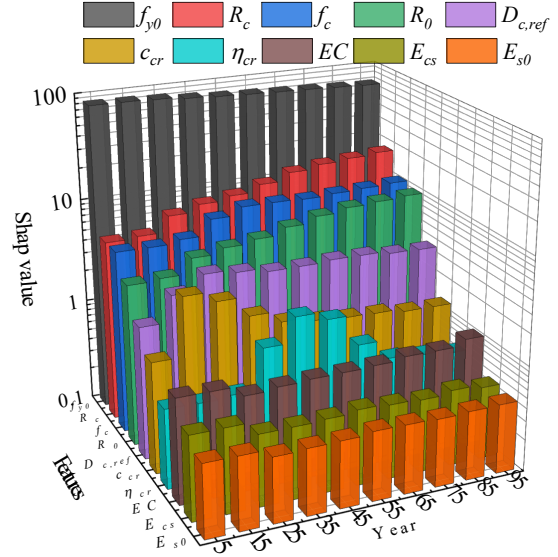 f_y0 R_c f_c R_0 D_c,ref
c_cr η_cr EC E_cs E_s0
100
10
1
0.1
Shap value
f_y0
R_c
f_c
R_0
D_c,ref
c_cr
η_cr
EC
E_cs
E_s0
Features
5
15
25
35
45
55
65
75
85
95
Year